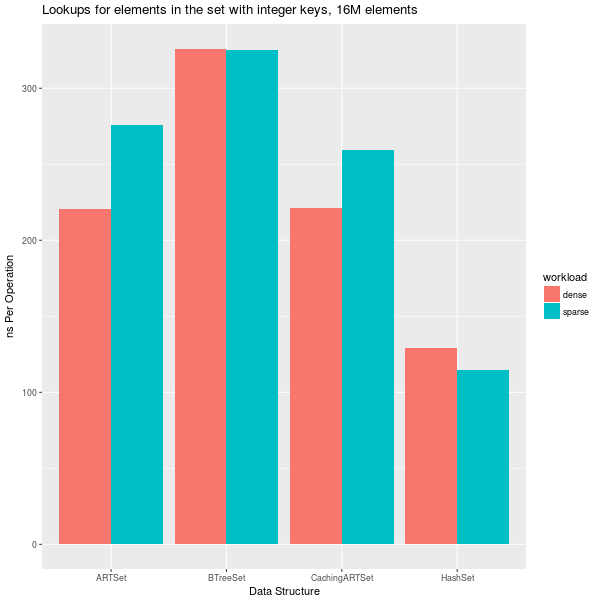 Lookups for elements in the set with integer keys, 16M elements
ns Per Operation
300
200
100
0
ARTSet BTreeSet CachingARTSet HashSet
Data Structure
workload
dense
sparse